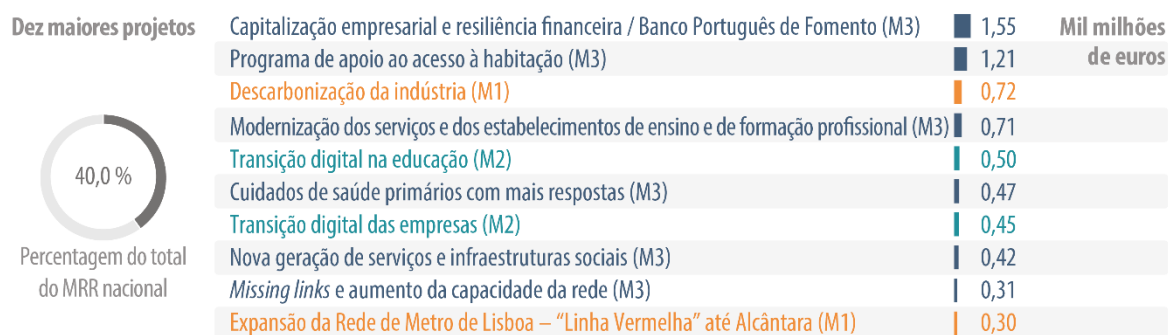 Dez maiores projetos
Capitalização empresarial e resiliência financeira / Banco Português de Fomento (M3) 1,55
Mil milhões
de euros
Programa de apoio ao acesso à habitação (M3) 1,21
Descarbonização da indústria (M1) 0,72
Modernização dos serviços e dos estabelecimentos de ensino e de formação profissional (M3) 0,71
Transição digital na educação (M2) 0,50
Cuidados de saúde primários com mais respostas (M3) 0,47
Transição digital das empresas (M2) 0,45
Nova geração de serviços e infraestruturas sociais (M3) 0,42
Missing links e aumento da capacidade da rede (M3) 0,31
Expansão da Rede de Metro de Lisboa – “Linha Vermelha” até Alcântara (M1) 0,30
40,0 %
Percentagem do total
do MRR nacional